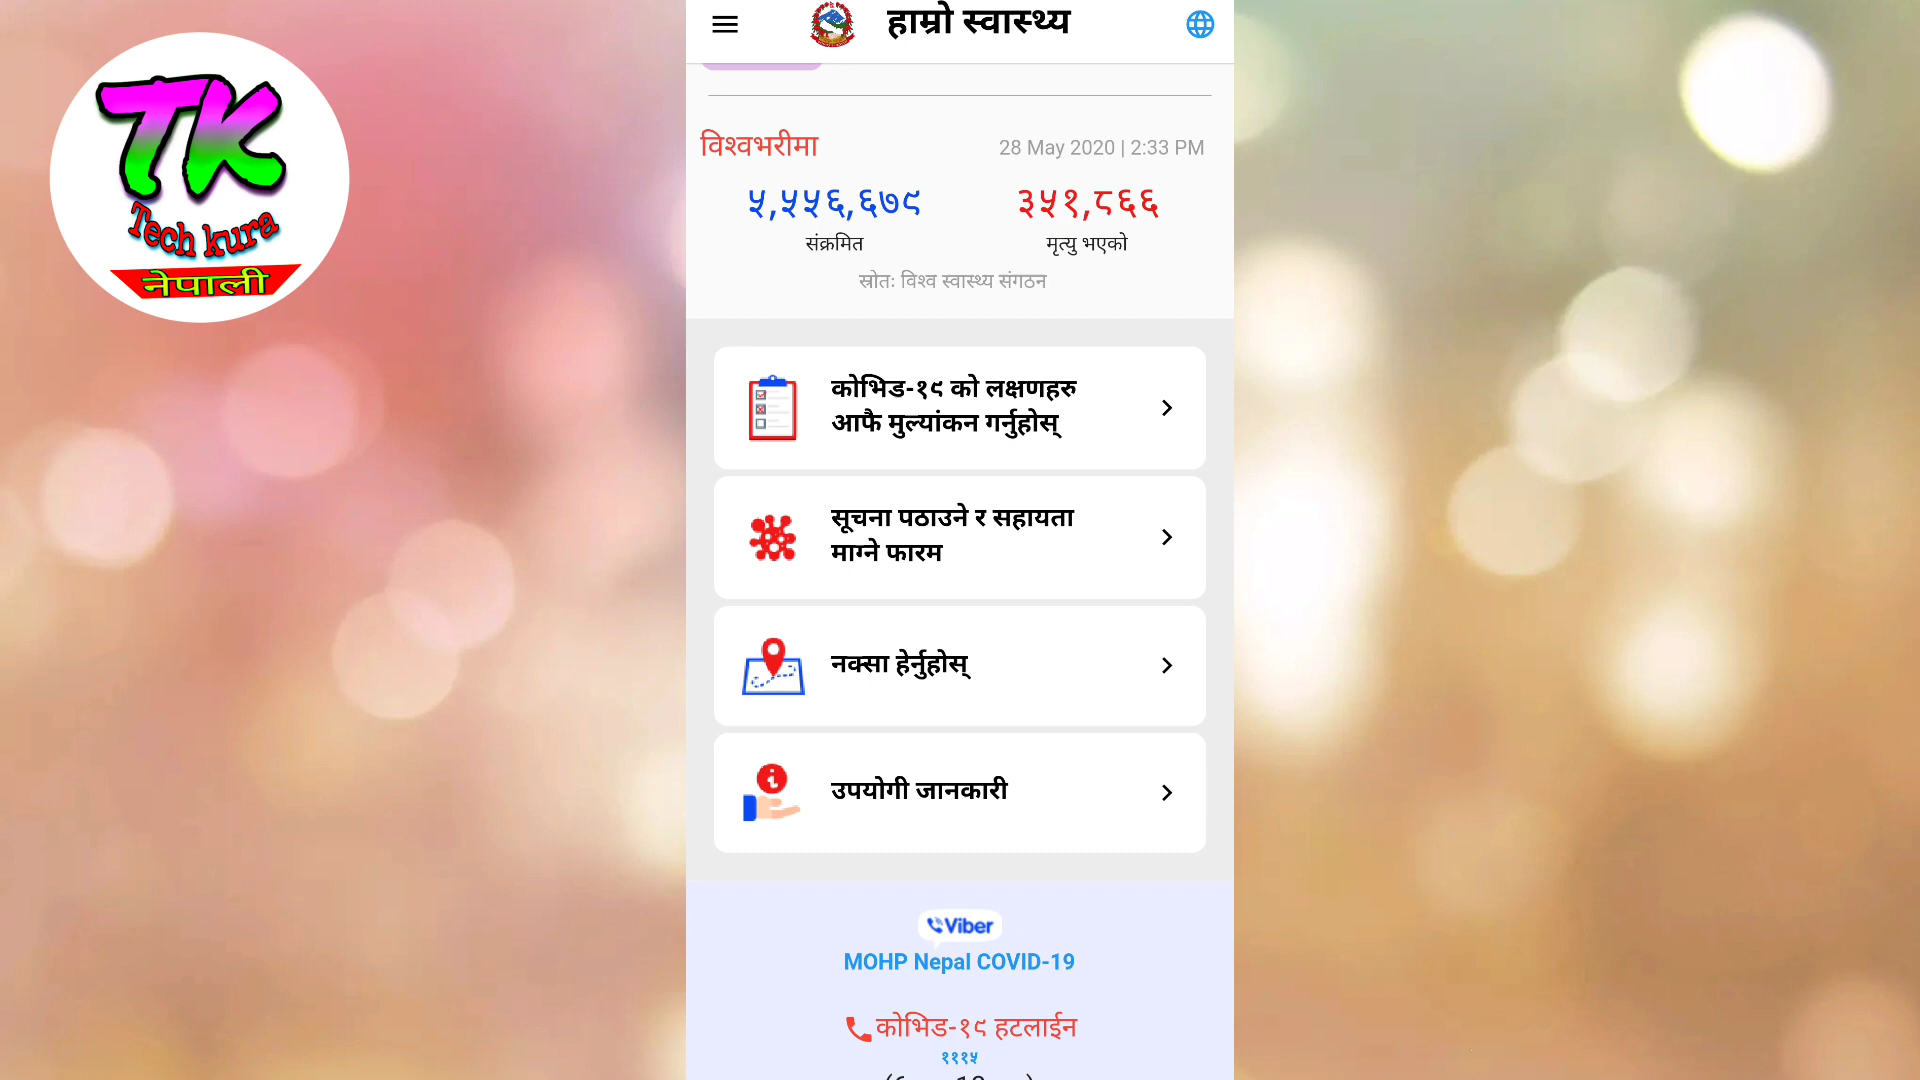 TK
Tech kura
नेपाली
हाम्रो स्वास्थ्य
विश्वभरीमा
28 May 2020 | 2:33 PM
५,५५६,६७९
३५१,८६६
संक्रमित
मृत्यु भएको
स्रोतः विश्व स्वास्थ्य संगठन
कोभिड-१९ को लक्षणहरु
आफै मुल्यांकन गर्नुहोस्
सूचना पठाउने र सहायता
माग्ने फारम
नक्सा हेर्नुहोस्
उपयोगी जानकारी
Viber
MOHP Nepal COVID-19
कोभिड-१९ हटलाईन
१११५